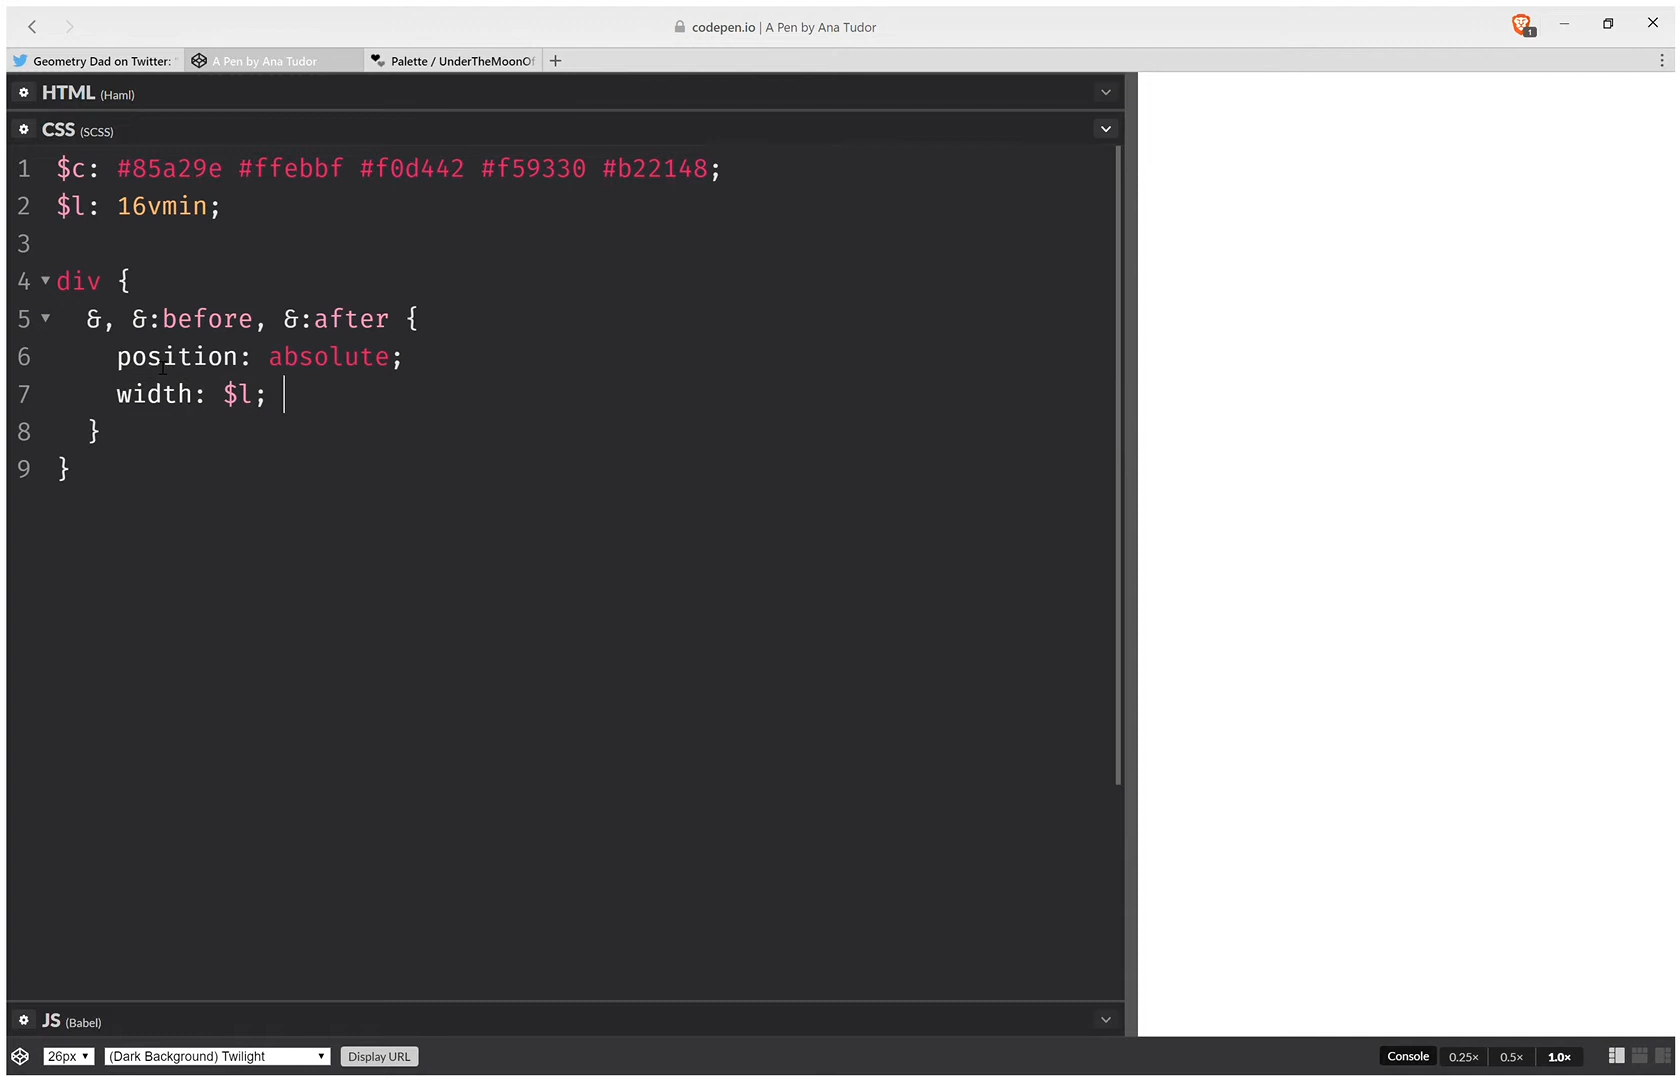 codepen.io | A Pen by Ana Tudor
1
Geometry Dad on Twitter: "
A Pen by Ana Tudor
Palette / UnderTheMoonOf
HTML (Haml)
CSS (SCSS)
1 $c: #85a29e #ffebbf #f0d442 #f59330 #b22148;
2 $l: 16vmin;
3
4 div {
5 &, &:before, &:after {
6 position: absolute;
7 width: $l;
8 }
9 }
JS (Babel)
26px
(Dark Background) Twilight
Display URL
Console 0.25× 0.5× 1.0×